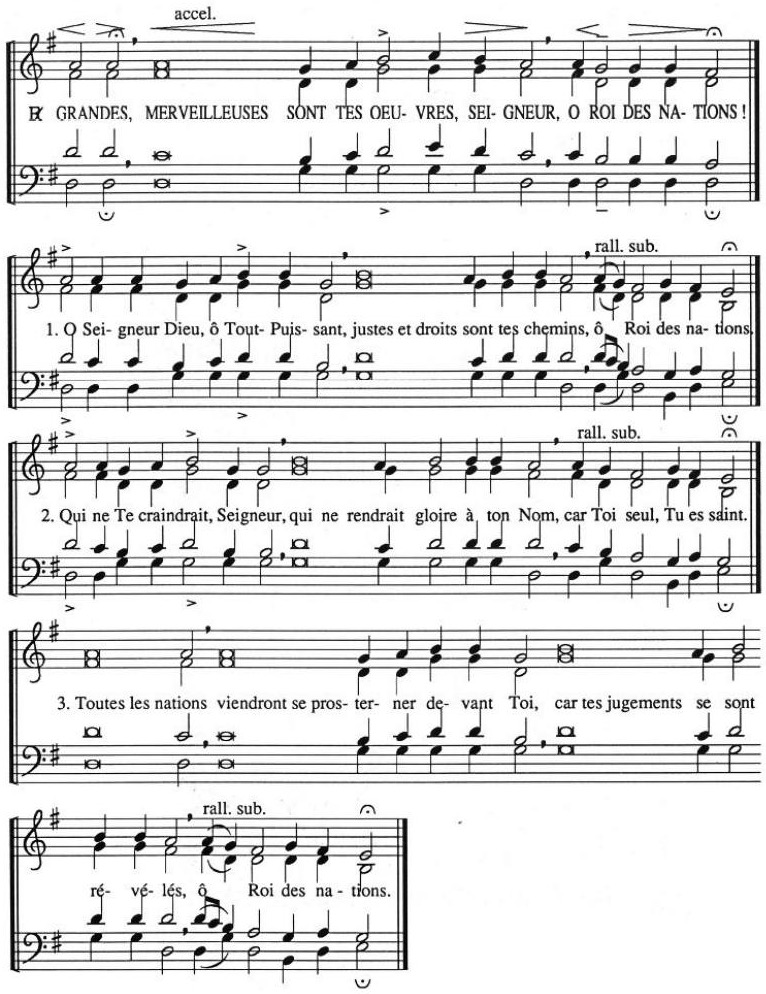 accel.
℟ GRANDES, MERVEILLEUSES SONT TES OEU- VRES, SEI- GNEUR, O ROI DES NA- TIONS !
rall. sub.
1. O Sei- gneur Dieu, ô Tout- Puis- sant, justes et droits sont tes chemins, ô Roi des na- tions,
rall. sub.
2. Qui ne Te craindrait, Seigneur, qui ne rendrait gloire à ton Nom, car Toi seul, Tu es saint.
3. Toutes les nations viendront se pros- ter- ner de- vant Toi, car tes jugements se sont
rall. sub.
ré- vé- lés, ô Roi des na - tions.